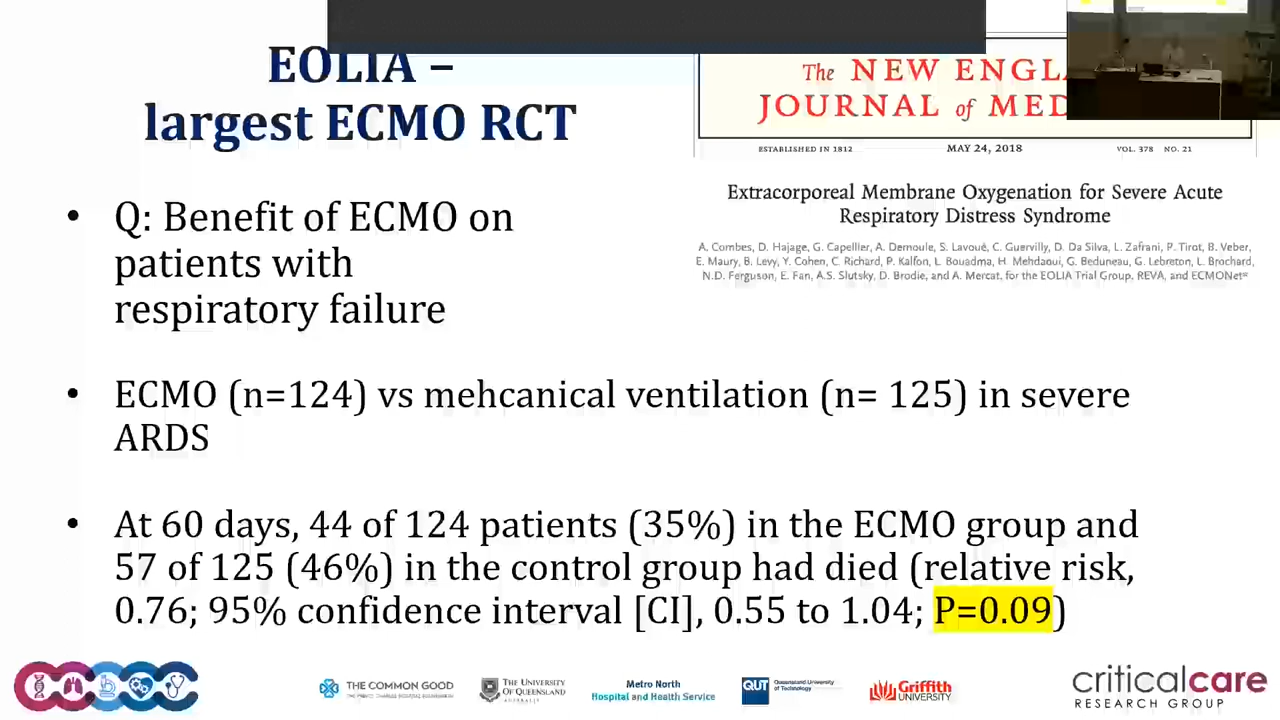 EOLIA –
largest ECMO RCT
The NEW ENGL
JOURNAL of MED
ESTABLISHED IN 1812 MAY 24, 2018 VOL. 378 NO. 21
Extracorporeal Membrane Oxygenation for Severe Acute
Respiratory Distress Syndrome
A. Combes, D. Hajage, G. Capellier, A. Demoule, S. Lavoué, C. Guervilly, D. Da Silva, L. Zafrani, P. Tirot, B. Veber,
E. Maury, B. Levy, Y. Cohen, C. Richard, P. Kalfon, L. Bouadma, H. Mehdaoui, G. Beduneau, G. Lebreton, L. Brochard,
N.D. Ferguson, E. Fan, A.S. Slutsky, D. Brodie, and A. Mercat, for the EOLIA Trial Group, REVA, and ECMONet*
• Q: Benefit of ECMO on
patients with
respiratory failure
• ECMO (n=124) vs mehcanical ventilation (n= 125) in severe
ARDS
• At 60 days, 44 of 124 patients (35%) in the ECMO group and
57 of 125 (46%) in the control group had died (relative risk,
0.76; 95% confidence interval [CI], 0.55 to 1.04; P=0.09)
THE COMMON GOOD
THE UNIVERSITY
OF QUEENSLAND
AUSTRALIA
Metro North
Hospital and Health Service
QUT
Queensland University
of Technology
Griffith
UNIVERSITY
criticalcare
RESEARCH GROUP